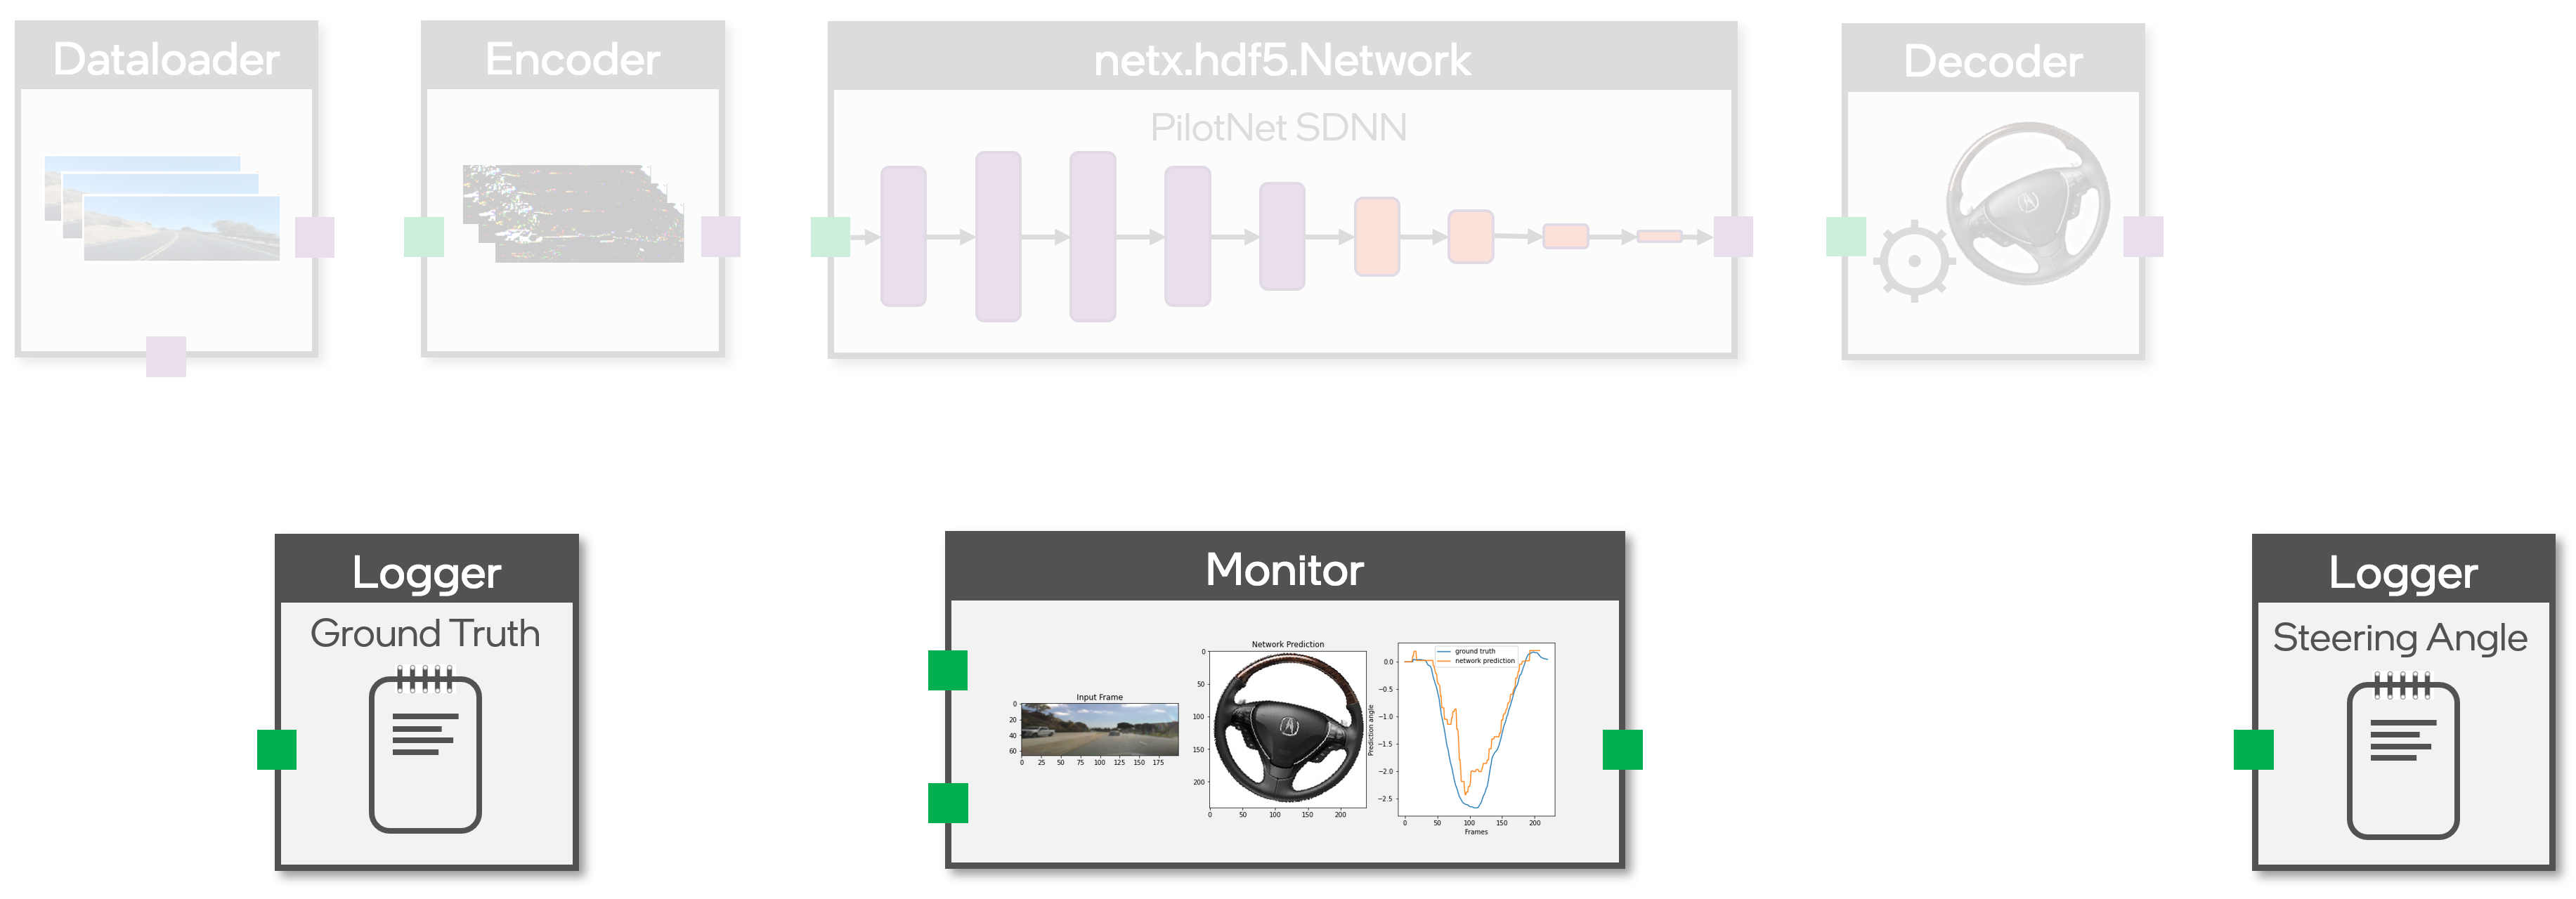 Dataloader
Encoder
netx.hdf5.Network
PilotNet SDNN
Decoder
Logger
Ground Truth
Monitor
Input Frame
0
20
40
60
0 25 50 75 100 125 150 175
Network Prediction
0
50
100
150
200
0 50 100 150 200
ground truth
network prediction
Prediction angle
0.0
−0.5
−1.0
−1.5
−2.0
−2.5
0 50 100 150 200
Frames
Logger
Steering Angle